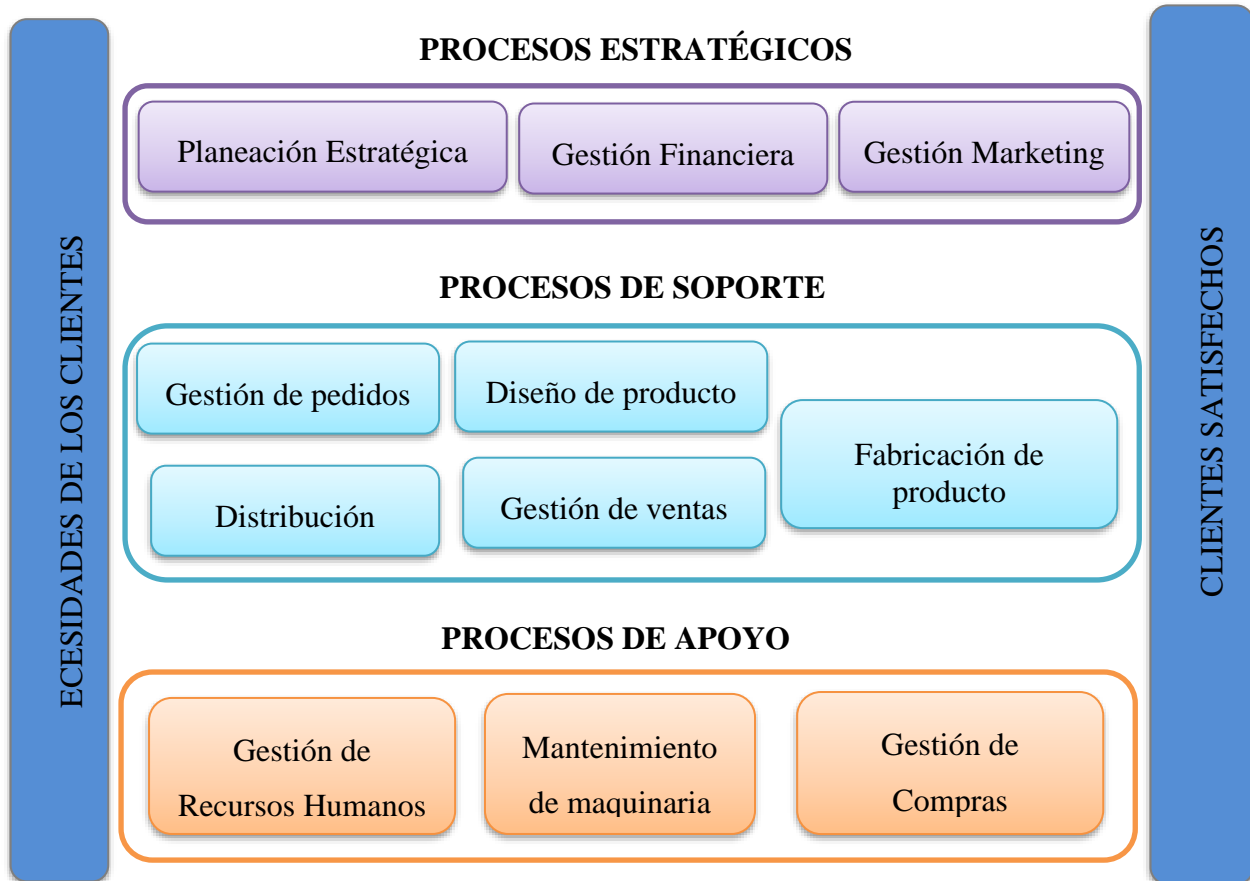 PROCESOS ESTRATÉGICOS
Planeación Estratégica
Gestión Financiera
Gestión Marketing
ECESIDADES DE LOS CLIENTES
CLIENTES SATISFECHOS
PROCESOS DE SOPORTE
Gestión de pedidos
Diseño de producto
Fabricación de
producto
Distribución
Gestión de ventas
PROCESOS DE APOYO
Gestión de
Recursos Humanos
Mantenimiento
de maquinaria
Gestión de
Compras